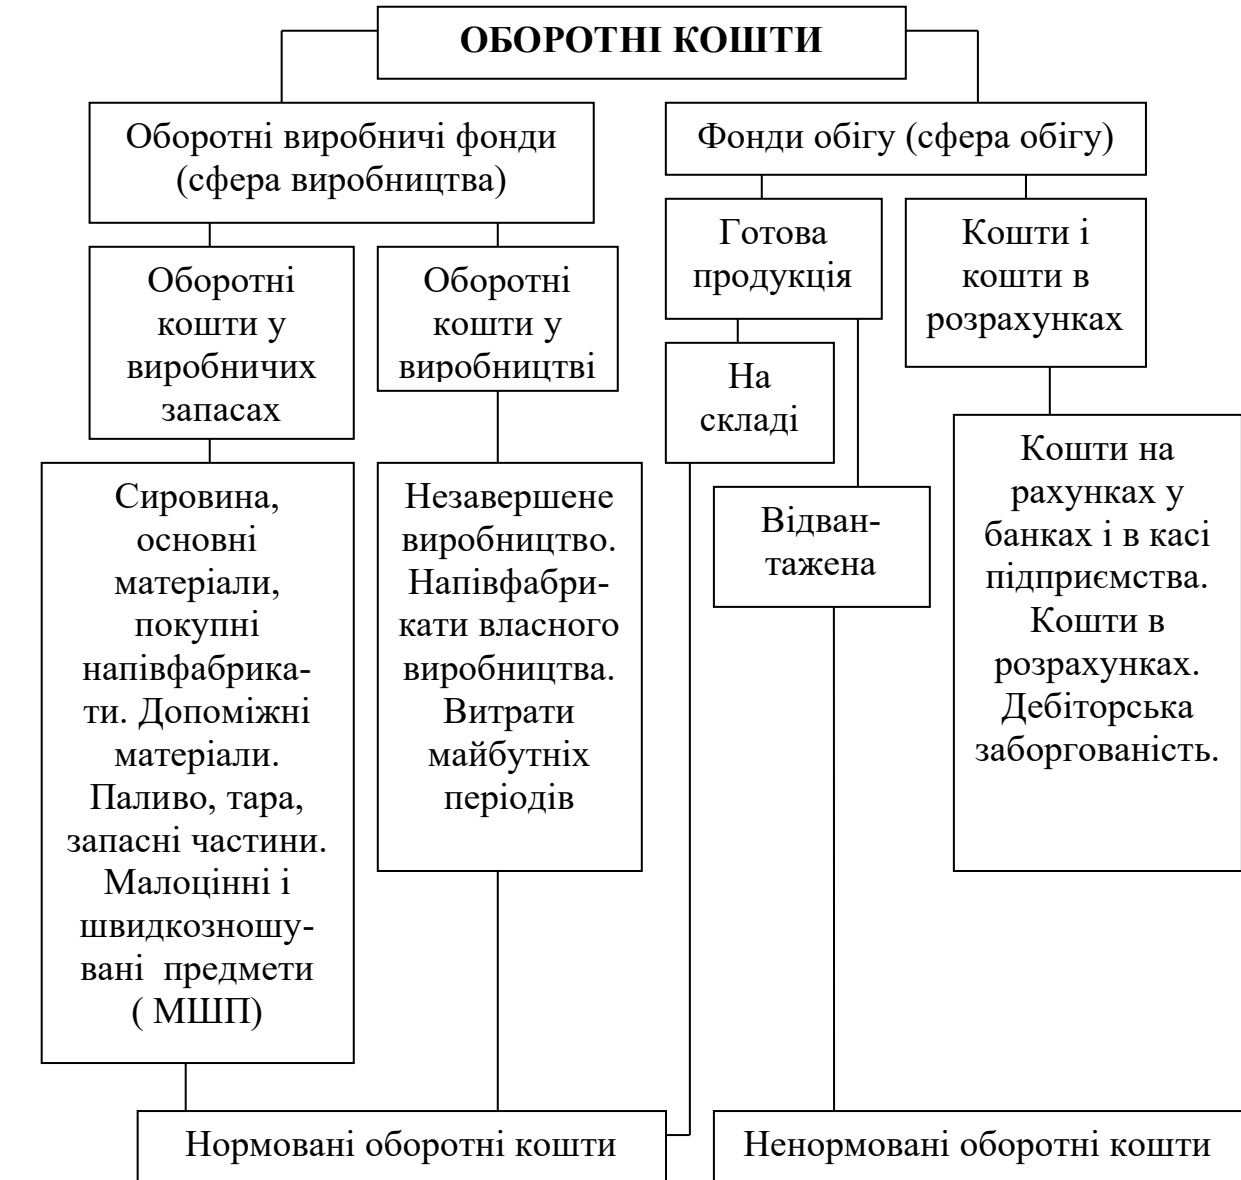 ОБОРОТНІ КОШТИ
Оборотні виробничі фонди
(сфера виробництва)
Фонди обігу (сфера обігу)
Оборотні
кошти у
виробничих
запасах
Оборотні
кошти у
виробництві
Готова
продукція
Кошти і
кошти в
розрахунках
На
складі
Відван-
тажена
Сировина,
основні
матеріали,
покупні
напівфабрика-
ти. Допоміжні
матеріали.
Паливо, тара,
запасні частини.
Малоцінні і
швидкозношу-
вані предмети
( МШП)
Незавершене
виробництво.
Напівфабри-
кати власного
виробництва.
Витрати
майбутніх
періодів
Кошти на
рахунках у
банках і в касі
підприємства.
Кошти в
розрахунках.
Дебіторська
заборгованість.
Нормовані оборотні кошти
Ненормовані оборотні кошти